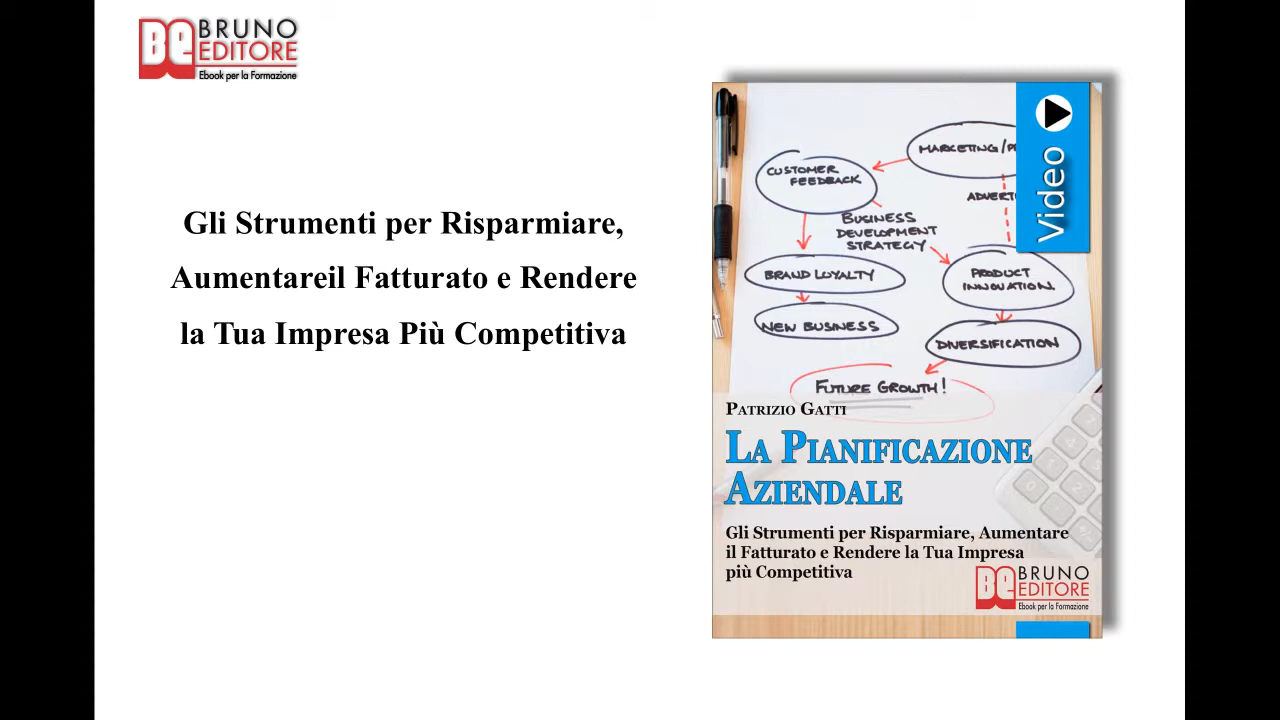 BRUNO
EDITORE
Ebook per la Formazione
Gli Strumenti per Risparmiare,
Aumentareil Fatturato e Rendere
la Tua Impresa Più Competitiva
Video
MARKETING/
CUSTOMER
FEEDBACK
ADVERT
BUSINESS
DEVELOPMENT
STRATEGY
BRAND LOYALTY
PRODUCT
INNOVATION
NEW BUSINESS
DIVERSIFICATION
FUTURE GROWTH!
PATRIZIO GATTI
LA PIANIFICAZIONE
AZIENDALE
Gli Strumenti per Risparmiare, Aumentare
il Fatturato e Rendere la Tua Impresa
più Competitiva
BRUNO
EDITORE
Ebook per la Formazione